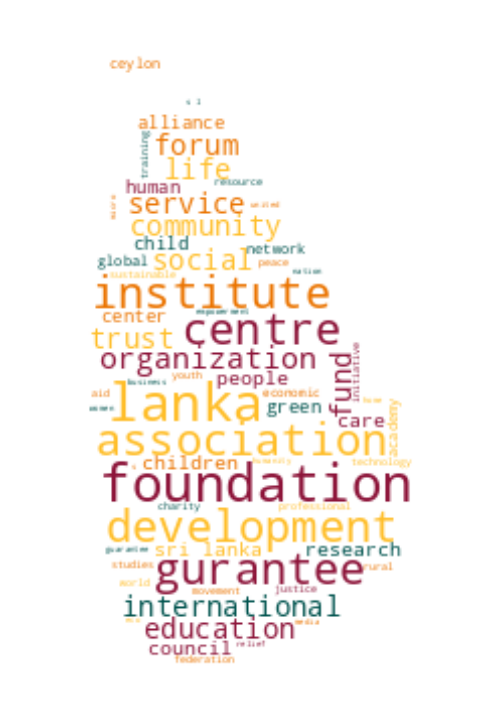 ceylon
s l
alliance
training
forum
life
human
resource
micro
service
united
community
child
network
global
social
peace
sustainable
nation
institute
empowerment
center
centre
trust
organization
fund
initiative
youth
people
business
aid
lanka
economic
home
women
green
care
academy
association
children
humanity
technology
foundation
charity
professional
development
guarantee
sri lanka
research
studies
gurantee
rural
world
movement
justice
international
media
education
council
relief
federation